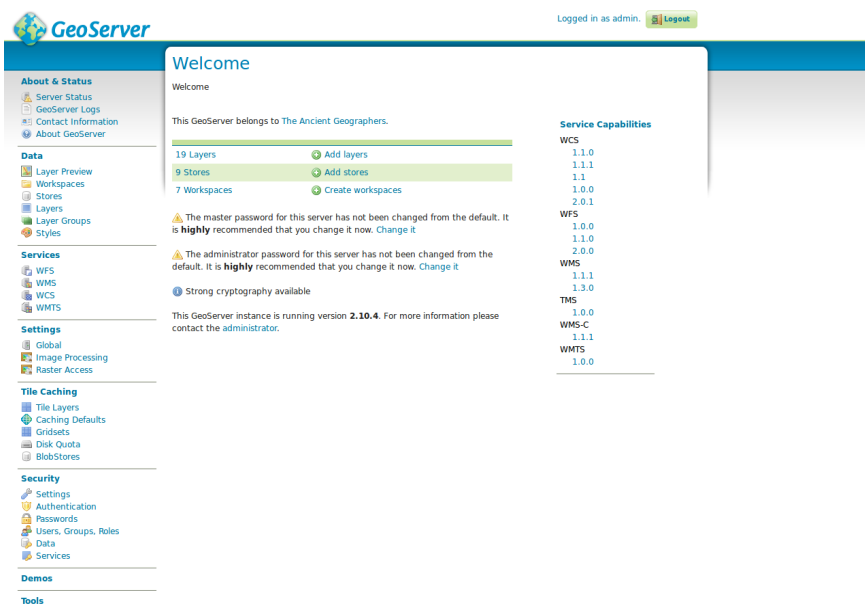 GeoServer
Logged in as admin.
Logout
About & Status
Server Status
GeoServer Logs
Contact Information
About GeoServer
Data
Layer Preview
Workspaces
Stores
Layers
Layer Groups
Styles
Services
WFS
WMS
WCS
WMTS
Settings
Global
Image Processing
Raster Access
Tile Caching
Tile Layers
Caching Defaults
Gridsets
Disk Quota
BlobStores
Security
Settings
Authentication
Passwords
Users, Groups, Roles
Data
Services
Demos
Tools
Welcome
Welcome
This GeoServer belongs to The Ancient Geographers.
19 Layers Add layers
9 Stores Add stores
7 Workspaces Create workspaces
The master password for this server has not been changed from the default. It
is highly recommended that you change it now. Change it
The administrator password for this server has not been changed from the
default. It is highly recommended that you change it now. Change it
Strong cryptography available
This GeoServer instance is running version 2.10.4. For more information please
contact the administrator.
Service Capabilities
WCS
1.1.0
1.1.1
1.1
1.0.0
2.0.1
WFS
1.0.0
1.1.0
2.0.0
WMS
1.1.1
1.3.0
TMS
1.0.0
WMS-C
1.1.1
WMTS
1.0.0